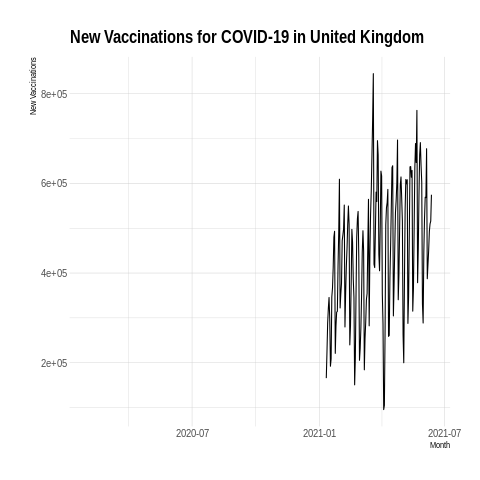 New Vaccinations for COVID-19 in United Kingdom
New Vaccinations
8e+05
6e+05
4e+05
2e+05
2020-07
2021-01
2021-07
Month